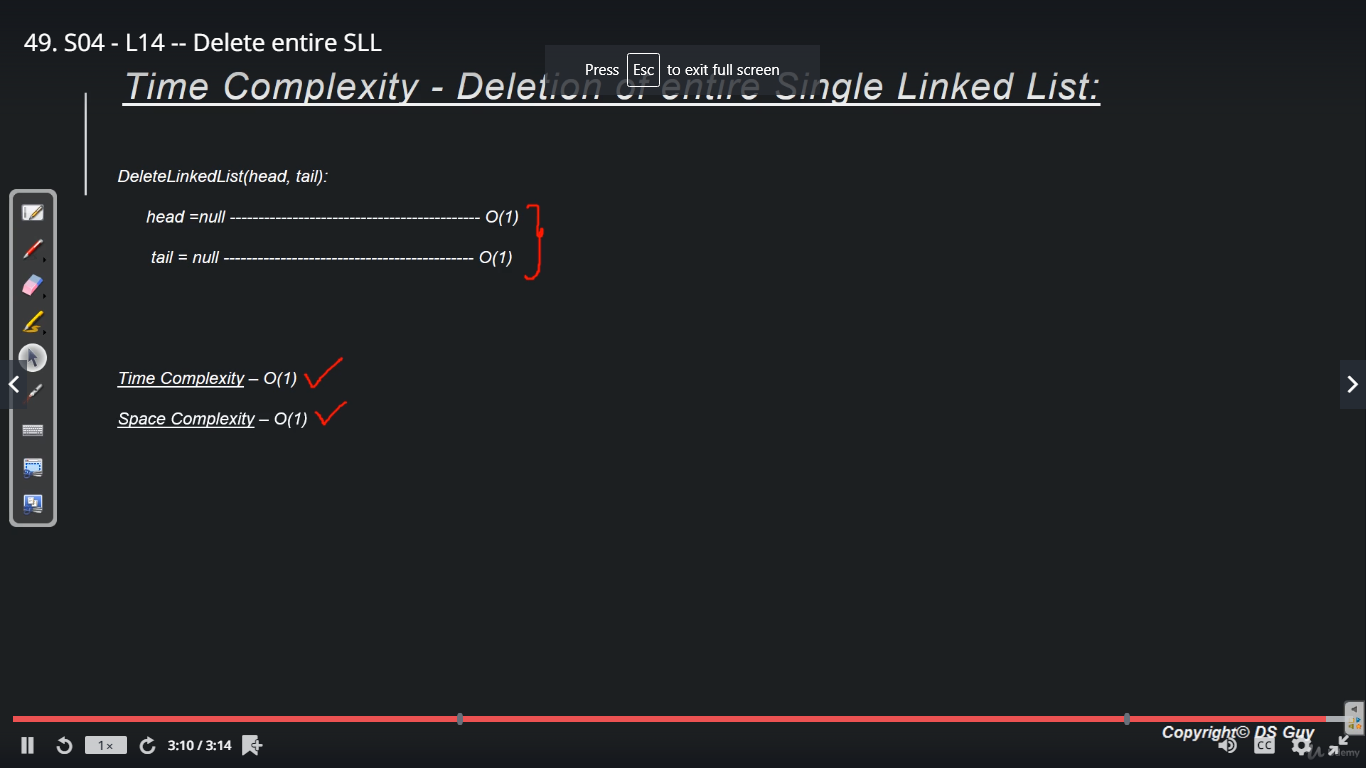 49. S04 - L14 -- Delete entire SLL
Press Esc to exit full screen
Time Complexity - Deletion of entire Single Linked List:
DeleteLinkedList(head, tail):
head =null -------------------------------------------- O(1)
tail = null -------------------------------------------- O(1)
Time Complexity – O(1)
Space Complexity – O(1)
Copyright© DS Guy
1× 3:10 / 3:14 CC
udemy